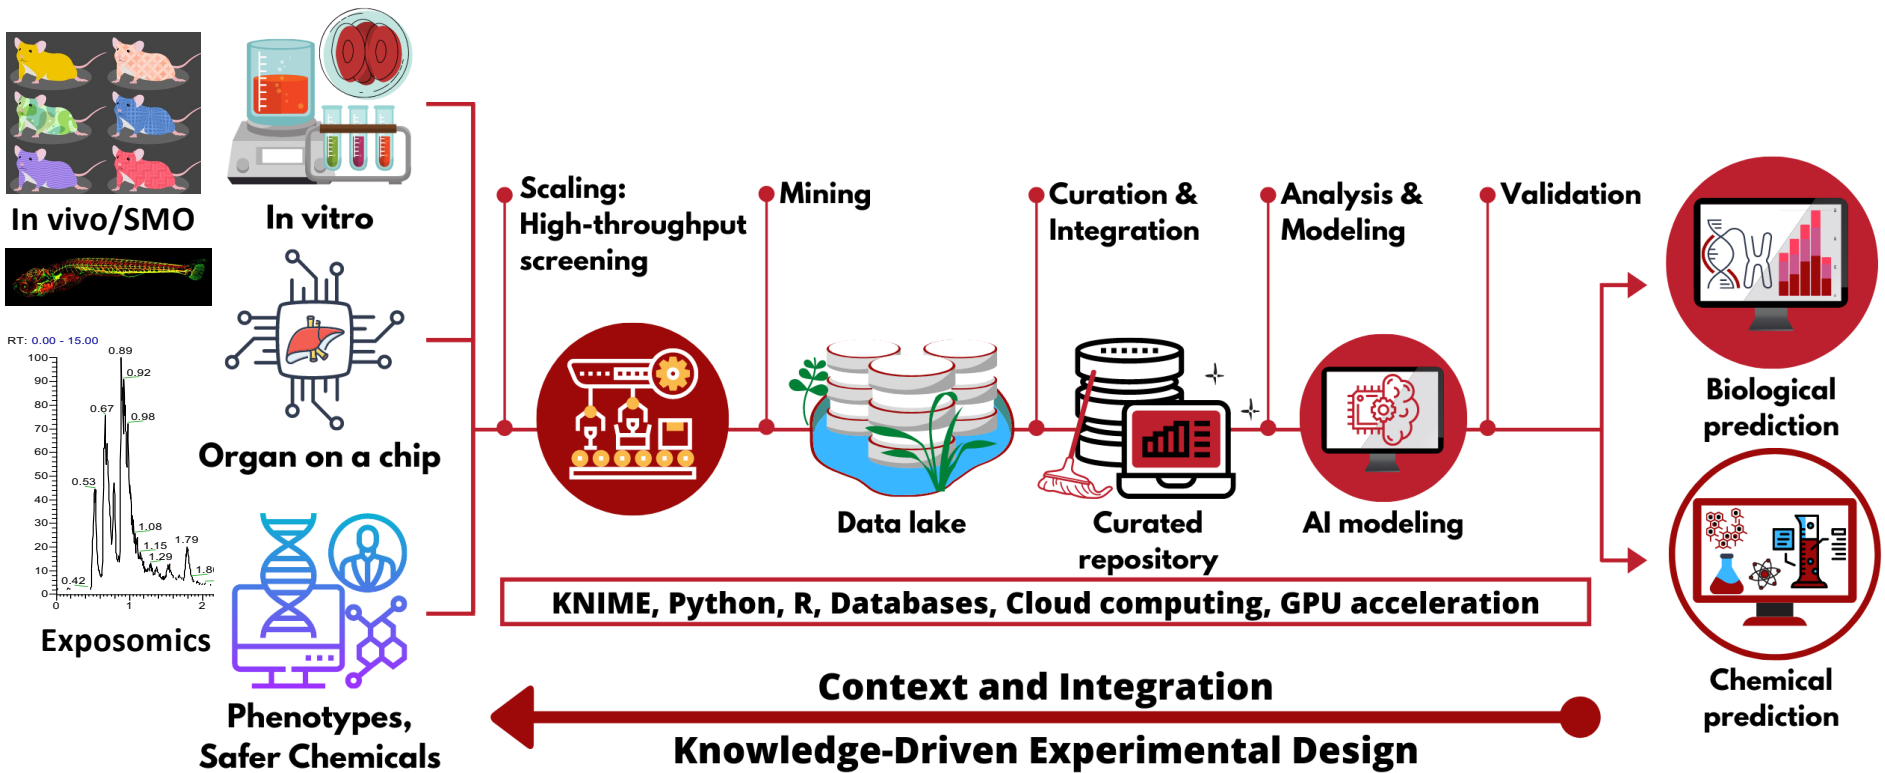 In vivo/SMO
In vitro
RT: 0.00 - 15.00
100
90
80
70
60
50
40
30
20
10
0
0.89
0.92
0.67
0.98
0.53
1.08
1.15
1.29
1.79
0.42
0
1
2
Exposomics
Organ on a chip
Phenotypes,
Safer Chemicals
Scaling:
High-throughput
screening
Mining
Curation &
Integration
Analysis &
Modeling
Validation
Data lake
Curated
repository
AI modeling
KNIME, Python, R, Databases, Cloud computing, GPU acceleration
Context and Integration
Knowledge-Driven Experimental Design
Biological
prediction
Chemical
prediction